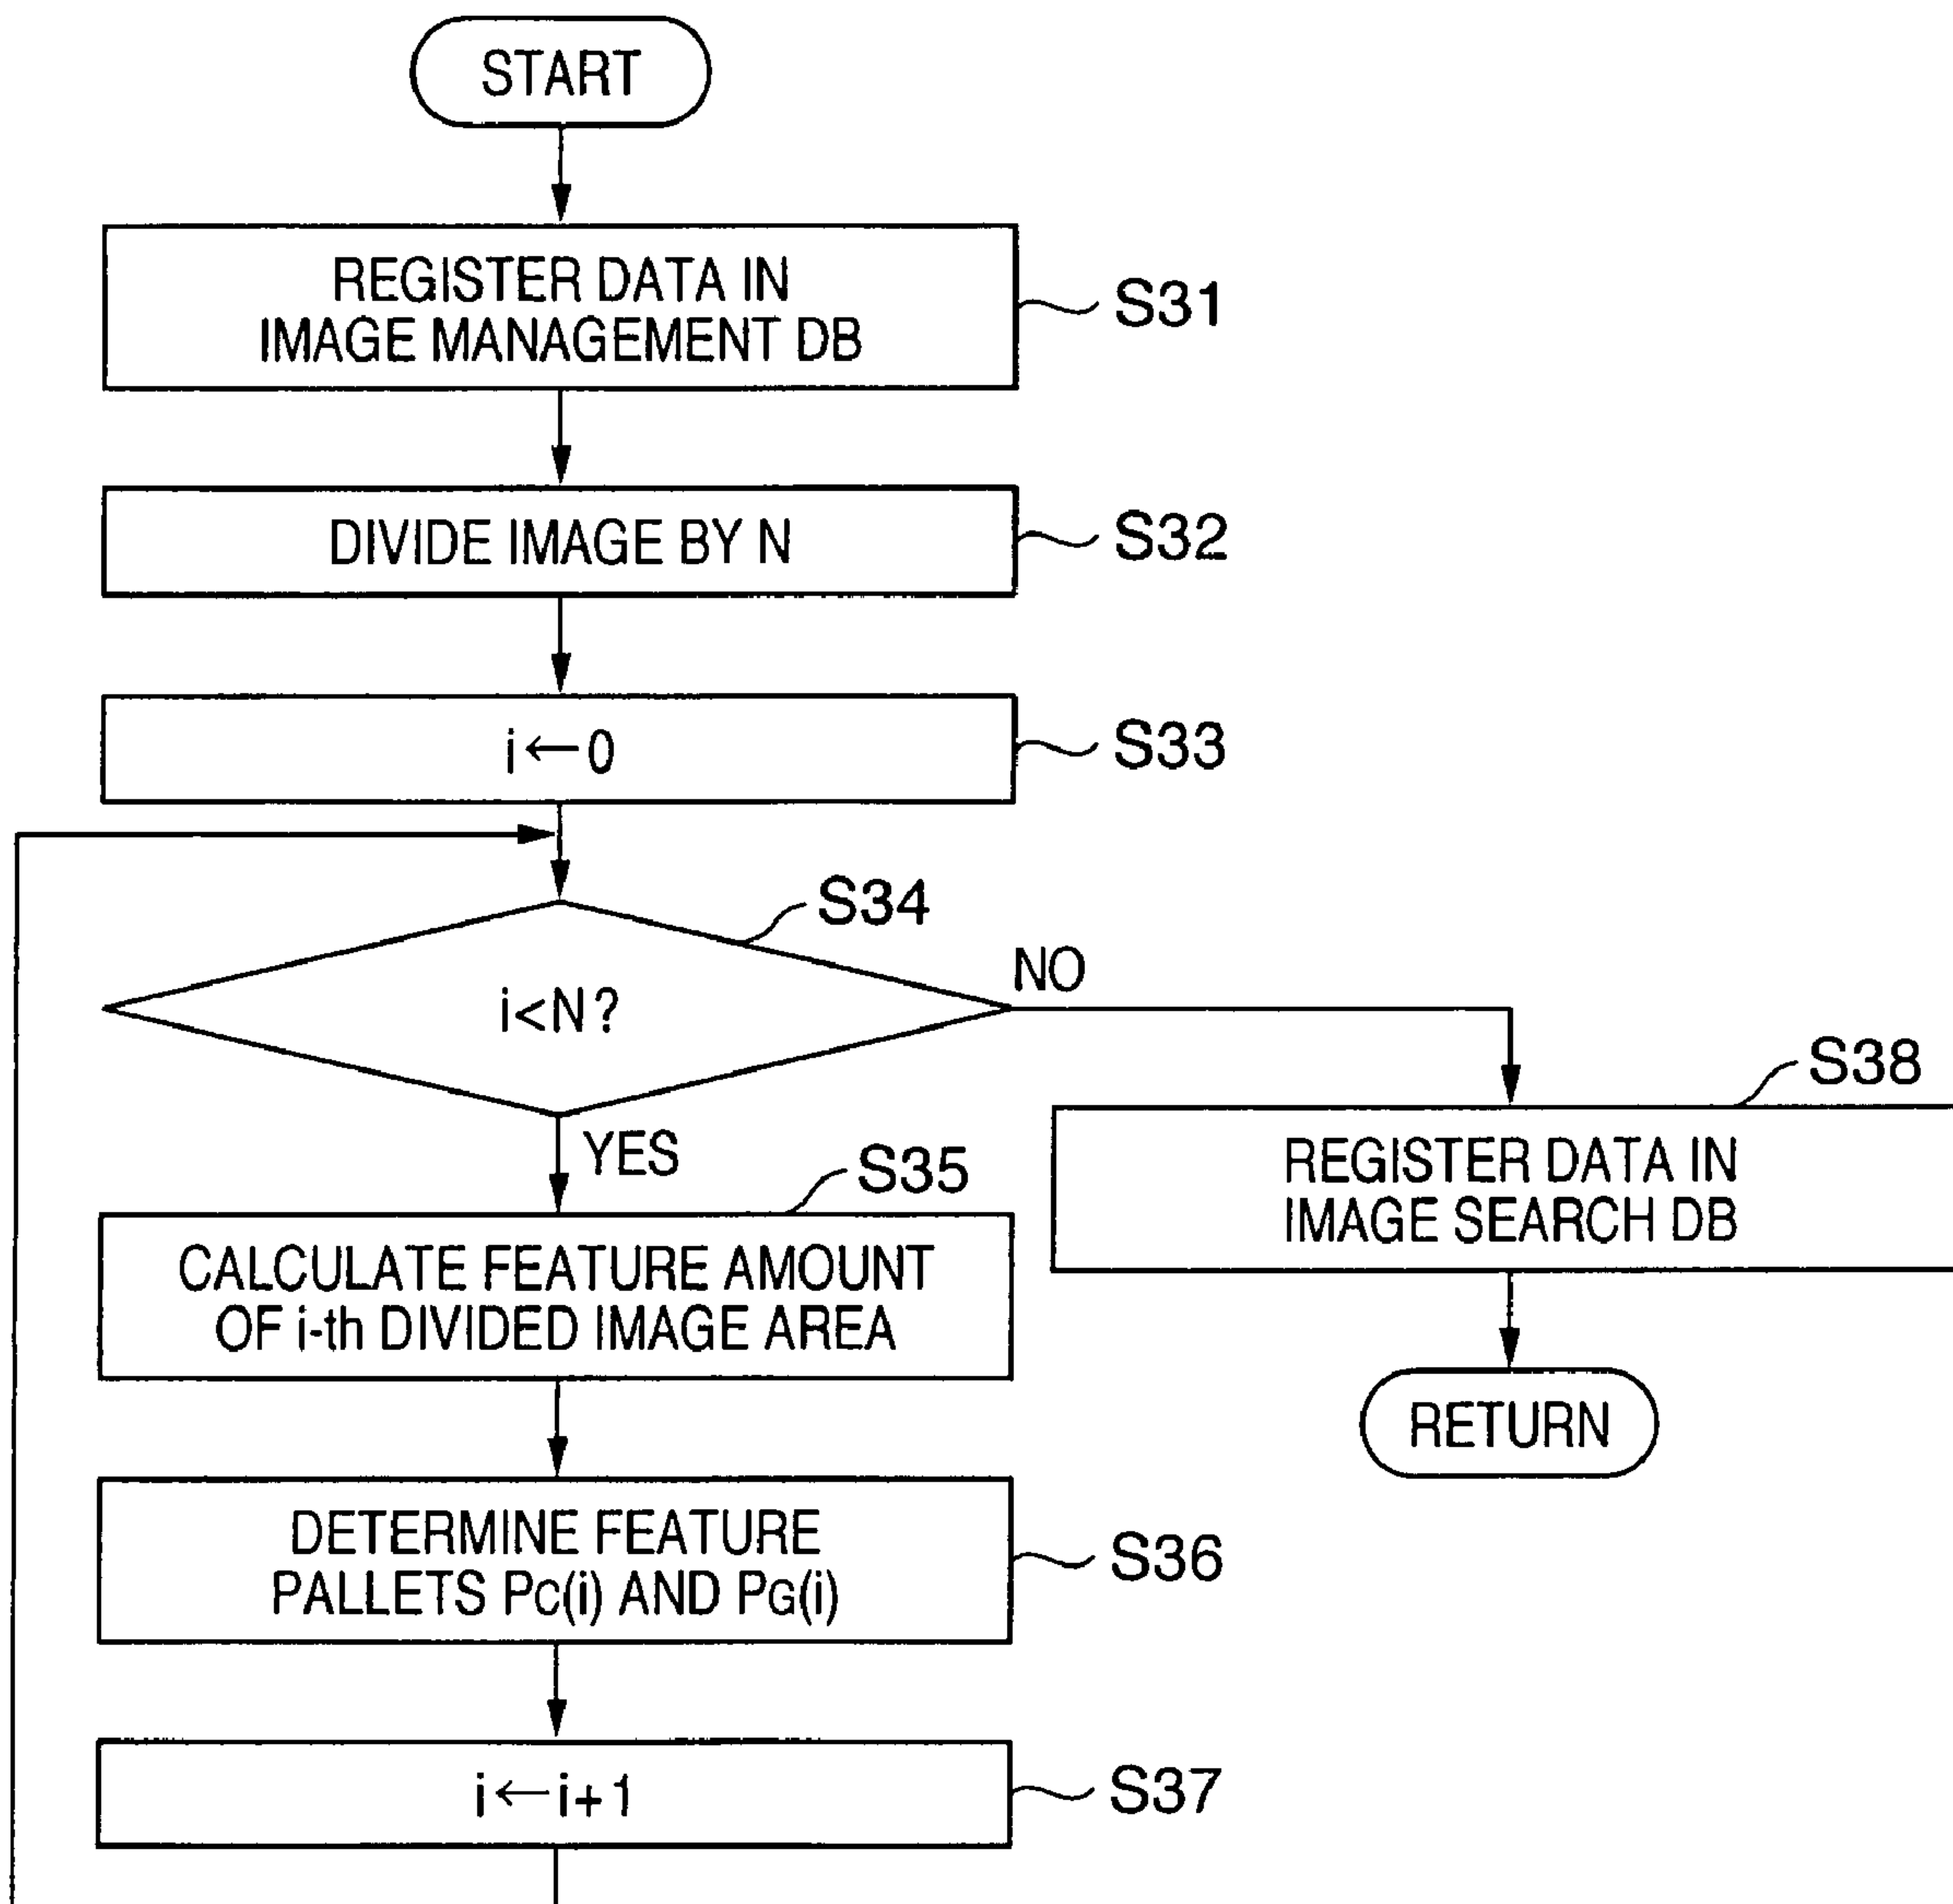 START
REGISTER DATA IN
IMAGE MANAGEMENT DB
S31
DIVIDE IMAGE BY N
S32
i←0
S33
S34
i<N?
NO
YES
S35
CALCULATE FEATURE AMOUNT
OF i-th DIVIDED IMAGE AREA
DETERMINE FEATURE
PALLETS PC(i) AND PG(i)
S36
i←i+1
S37
S38
REGISTER DATA IN
IMAGE SEARCH DB
RETURN